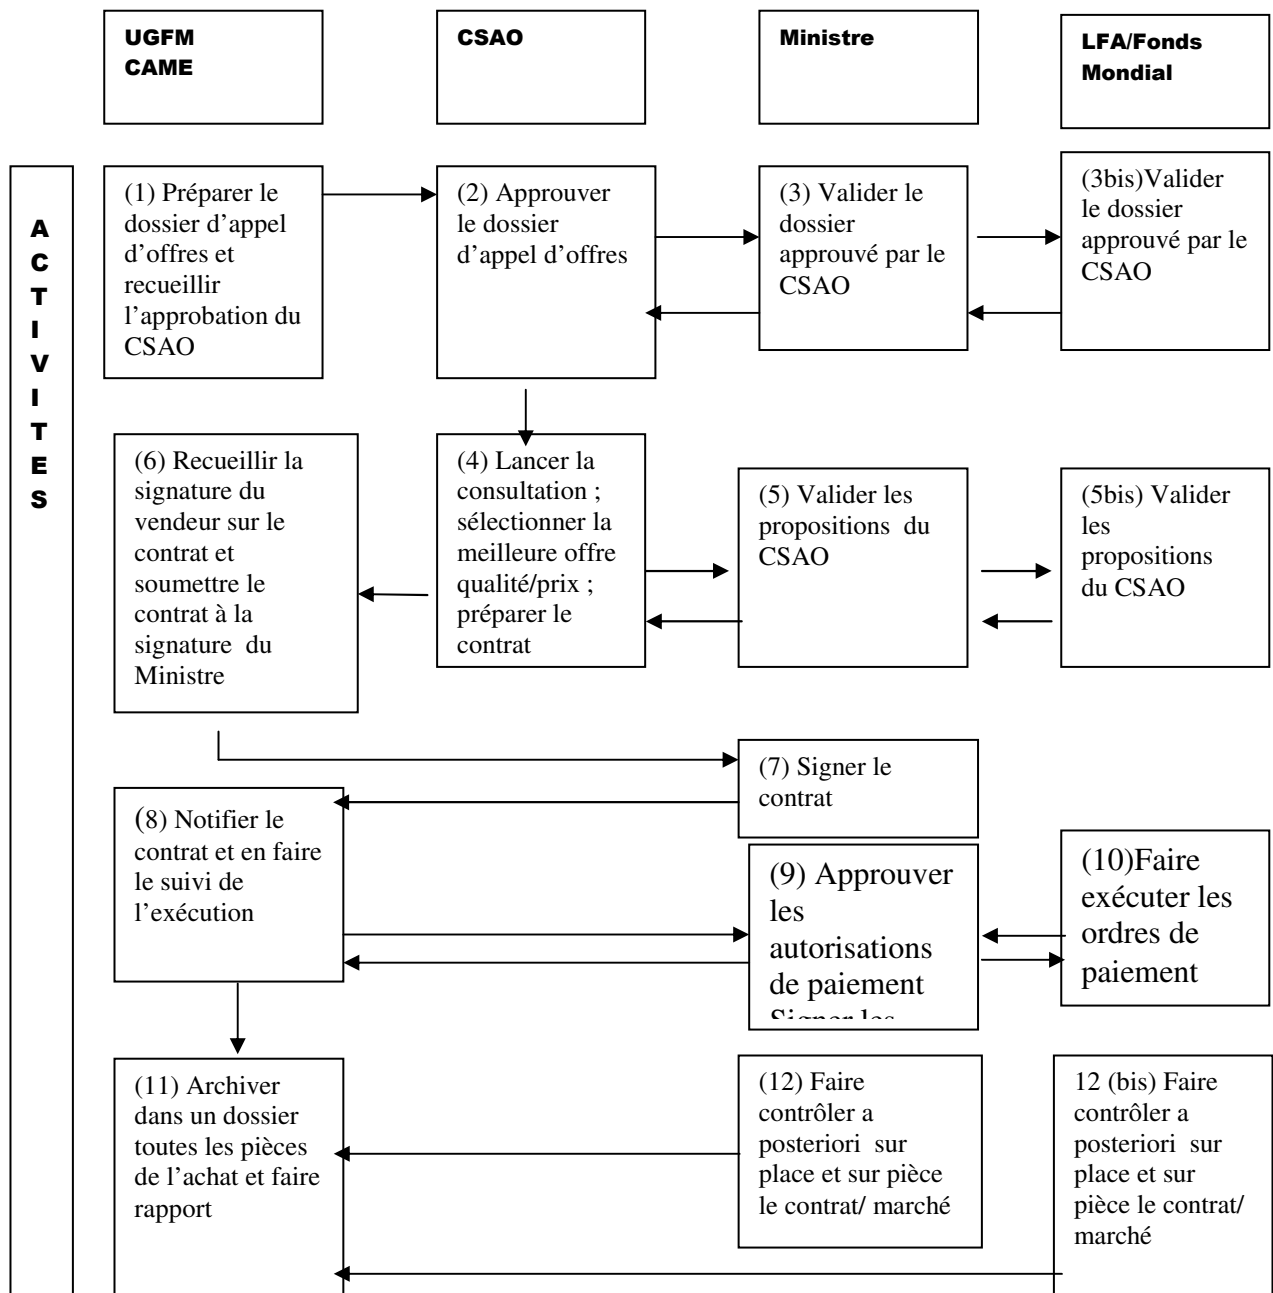 UGFM
CAME
CSAO
Ministre
LFA/Fonds
Mondial
A
C
T
I
V
I
T
E
S
(1) Préparer le
dossier d'appel
d'offres et
recueillir
l'approbation du
CSAO
(2) Approuver
le dossier
d'appel d'offres
(3) Valider le
dossier
approuvé par le
CSAO
(3bis)Valider
le dossier
approuvé par le
CSAO
(6) Recueillir la
signature du
vendeur sur le
contrat et
soumettre le
contrat à la
signature du
Ministre
(4) Lancer la
consultation ;
sélectionner la
meilleure offre
qualité/prix ;
préparer le
contrat
(5) Valider les
propositions du
CSAO
(5bis) Valider
les
propositions
du CSAO
(7) Signer le
contrat
(8) Notifier le
contrat et en faire
le suivi de
l'exécution
(9) Approuver
les
autorisations
de paiement
Signer les
(10)Faire
exécuter les
ordres de
paiement
(11) Archiver
dans un dossier
toutes les pièces
de l'achat et faire
rapport
(12) Faire
contrôler a
posteriori sur
place et sur pièce
le contrat/ marché
12 (bis) Faire
contrôler a
posteriori sur
place et sur
pièce le contrat/
marché